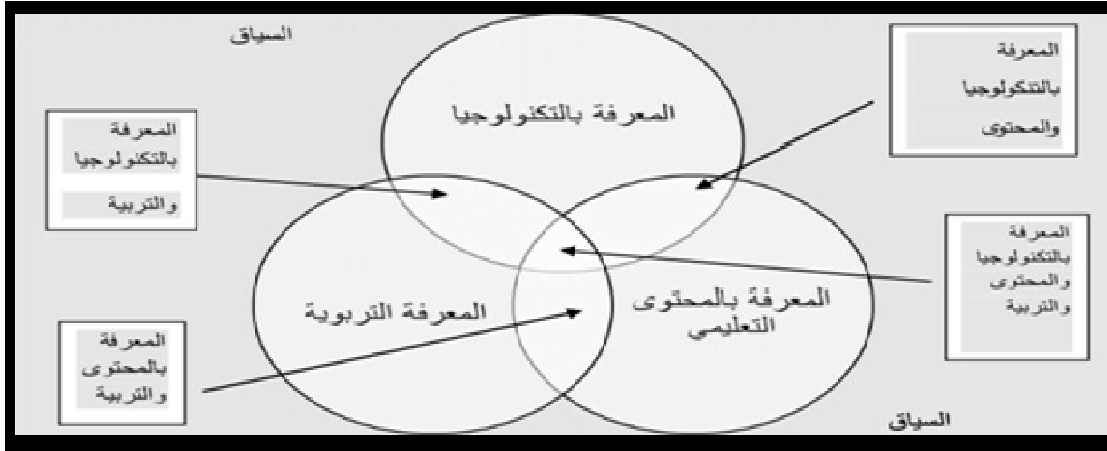 السياق
المعرفة
بالتنكولوجيا
والمحتوى
المعرفة بالتكنولوجيا
المعرفة
بالتكنولوجيا
والتربية
المعرفة
بالتكنولوجيا
والمحتوى
والتربية
المعرفة بالمحتوى
التعليمي
المعرفة التربوية
المعرفة
بالمحتوى
والتربية
السياق